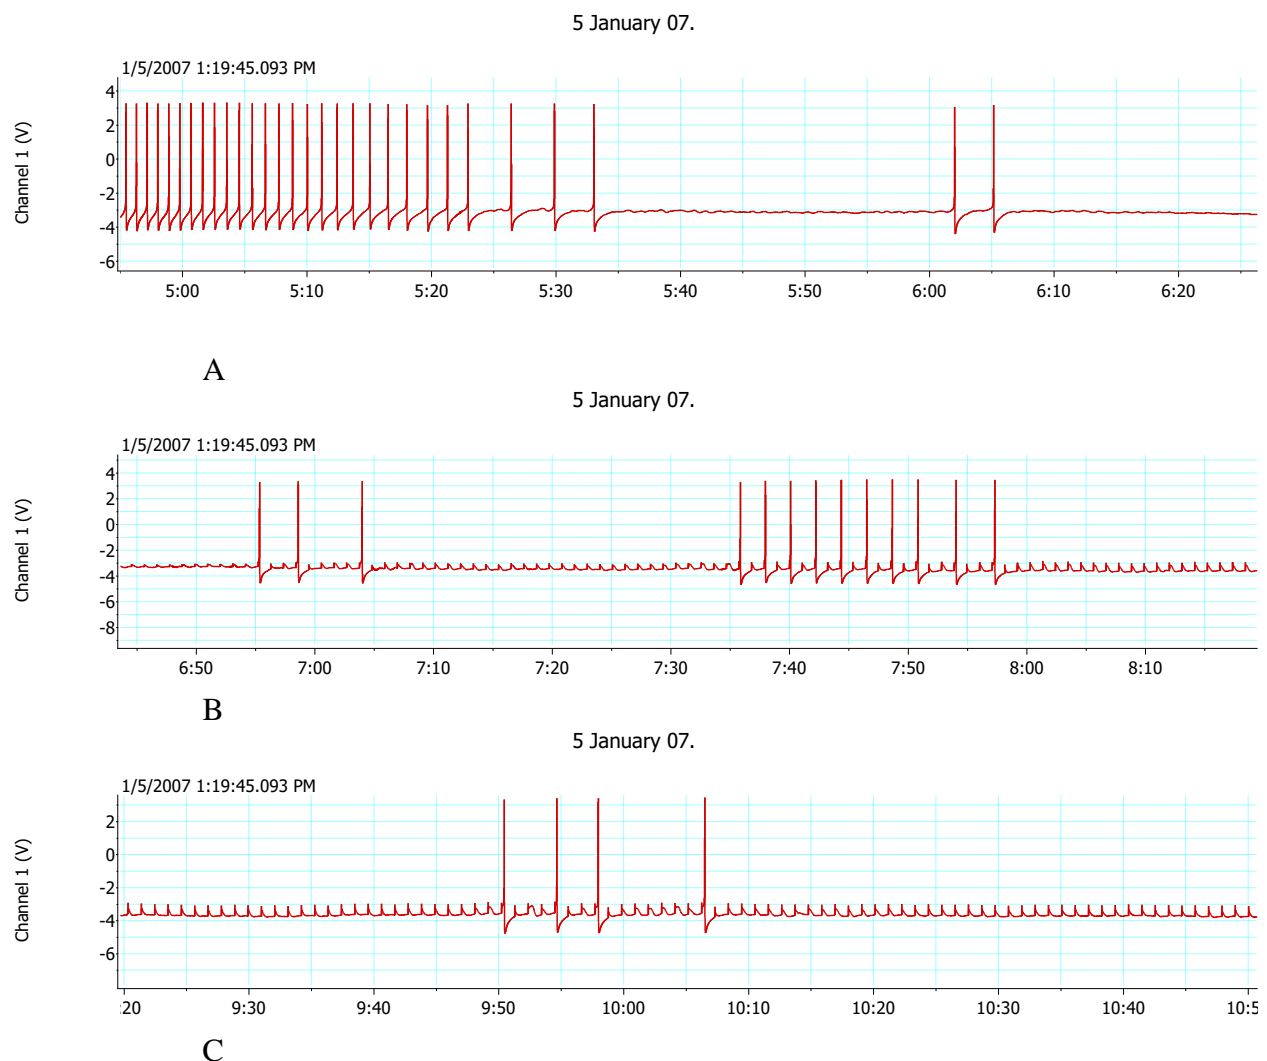 5 January 07.
1/5/2007 1:19:45.093 PM
Channel 1 (V)
4
2
0
-2
-4
-6
5:00 5:10 5:20 5:30 5:40 5:50 6:00 6:10 6:20
A
5 January 07.
1/5/2007 1:19:45.093 PM
Channel 1 (V)
4
2
0
-2
-4
-6
-8
6:50 7:00 7:10 7:20 7:30 7:40 7:50 8:00 8:10
B
5 January 07.
1/5/2007 1:19:45.093 PM
Channel 1 (V)
2
0
-2
-4
-6
:20 9:30 9:40 9:50 10:00 10:10 10:20 10:30 10:40 10:5
C